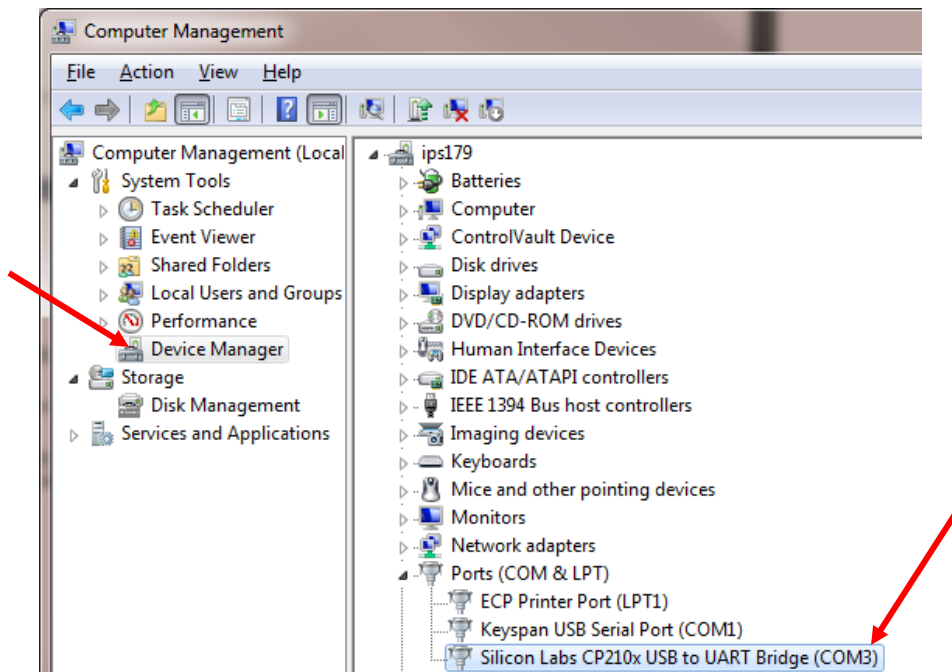 Computer Management
File Action View Help
Computer Management (Local
System Tools
Task Scheduler
Event Viewer
Shared Folders
Local Users and Groups
Performance
Device Manager
Storage
Disk Management
Services and Applications
ips179
Batteries
Computer
ControlVault Device
Disk drives
Display adapters
DVD/CD-ROM drives
Human Interface Devices
IDE ATA/ATAPI controllers
IEEE 1394 Bus host controllers
Imaging devices
Keyboards
Mice and other pointing devices
Monitors
Network adapters
Ports (COM & LPT)
ECP Printer Port (LPT1)
Keyspan USB Serial Port (COM1)
Silicon Labs CP210x USB to UART Bridge (COM3)